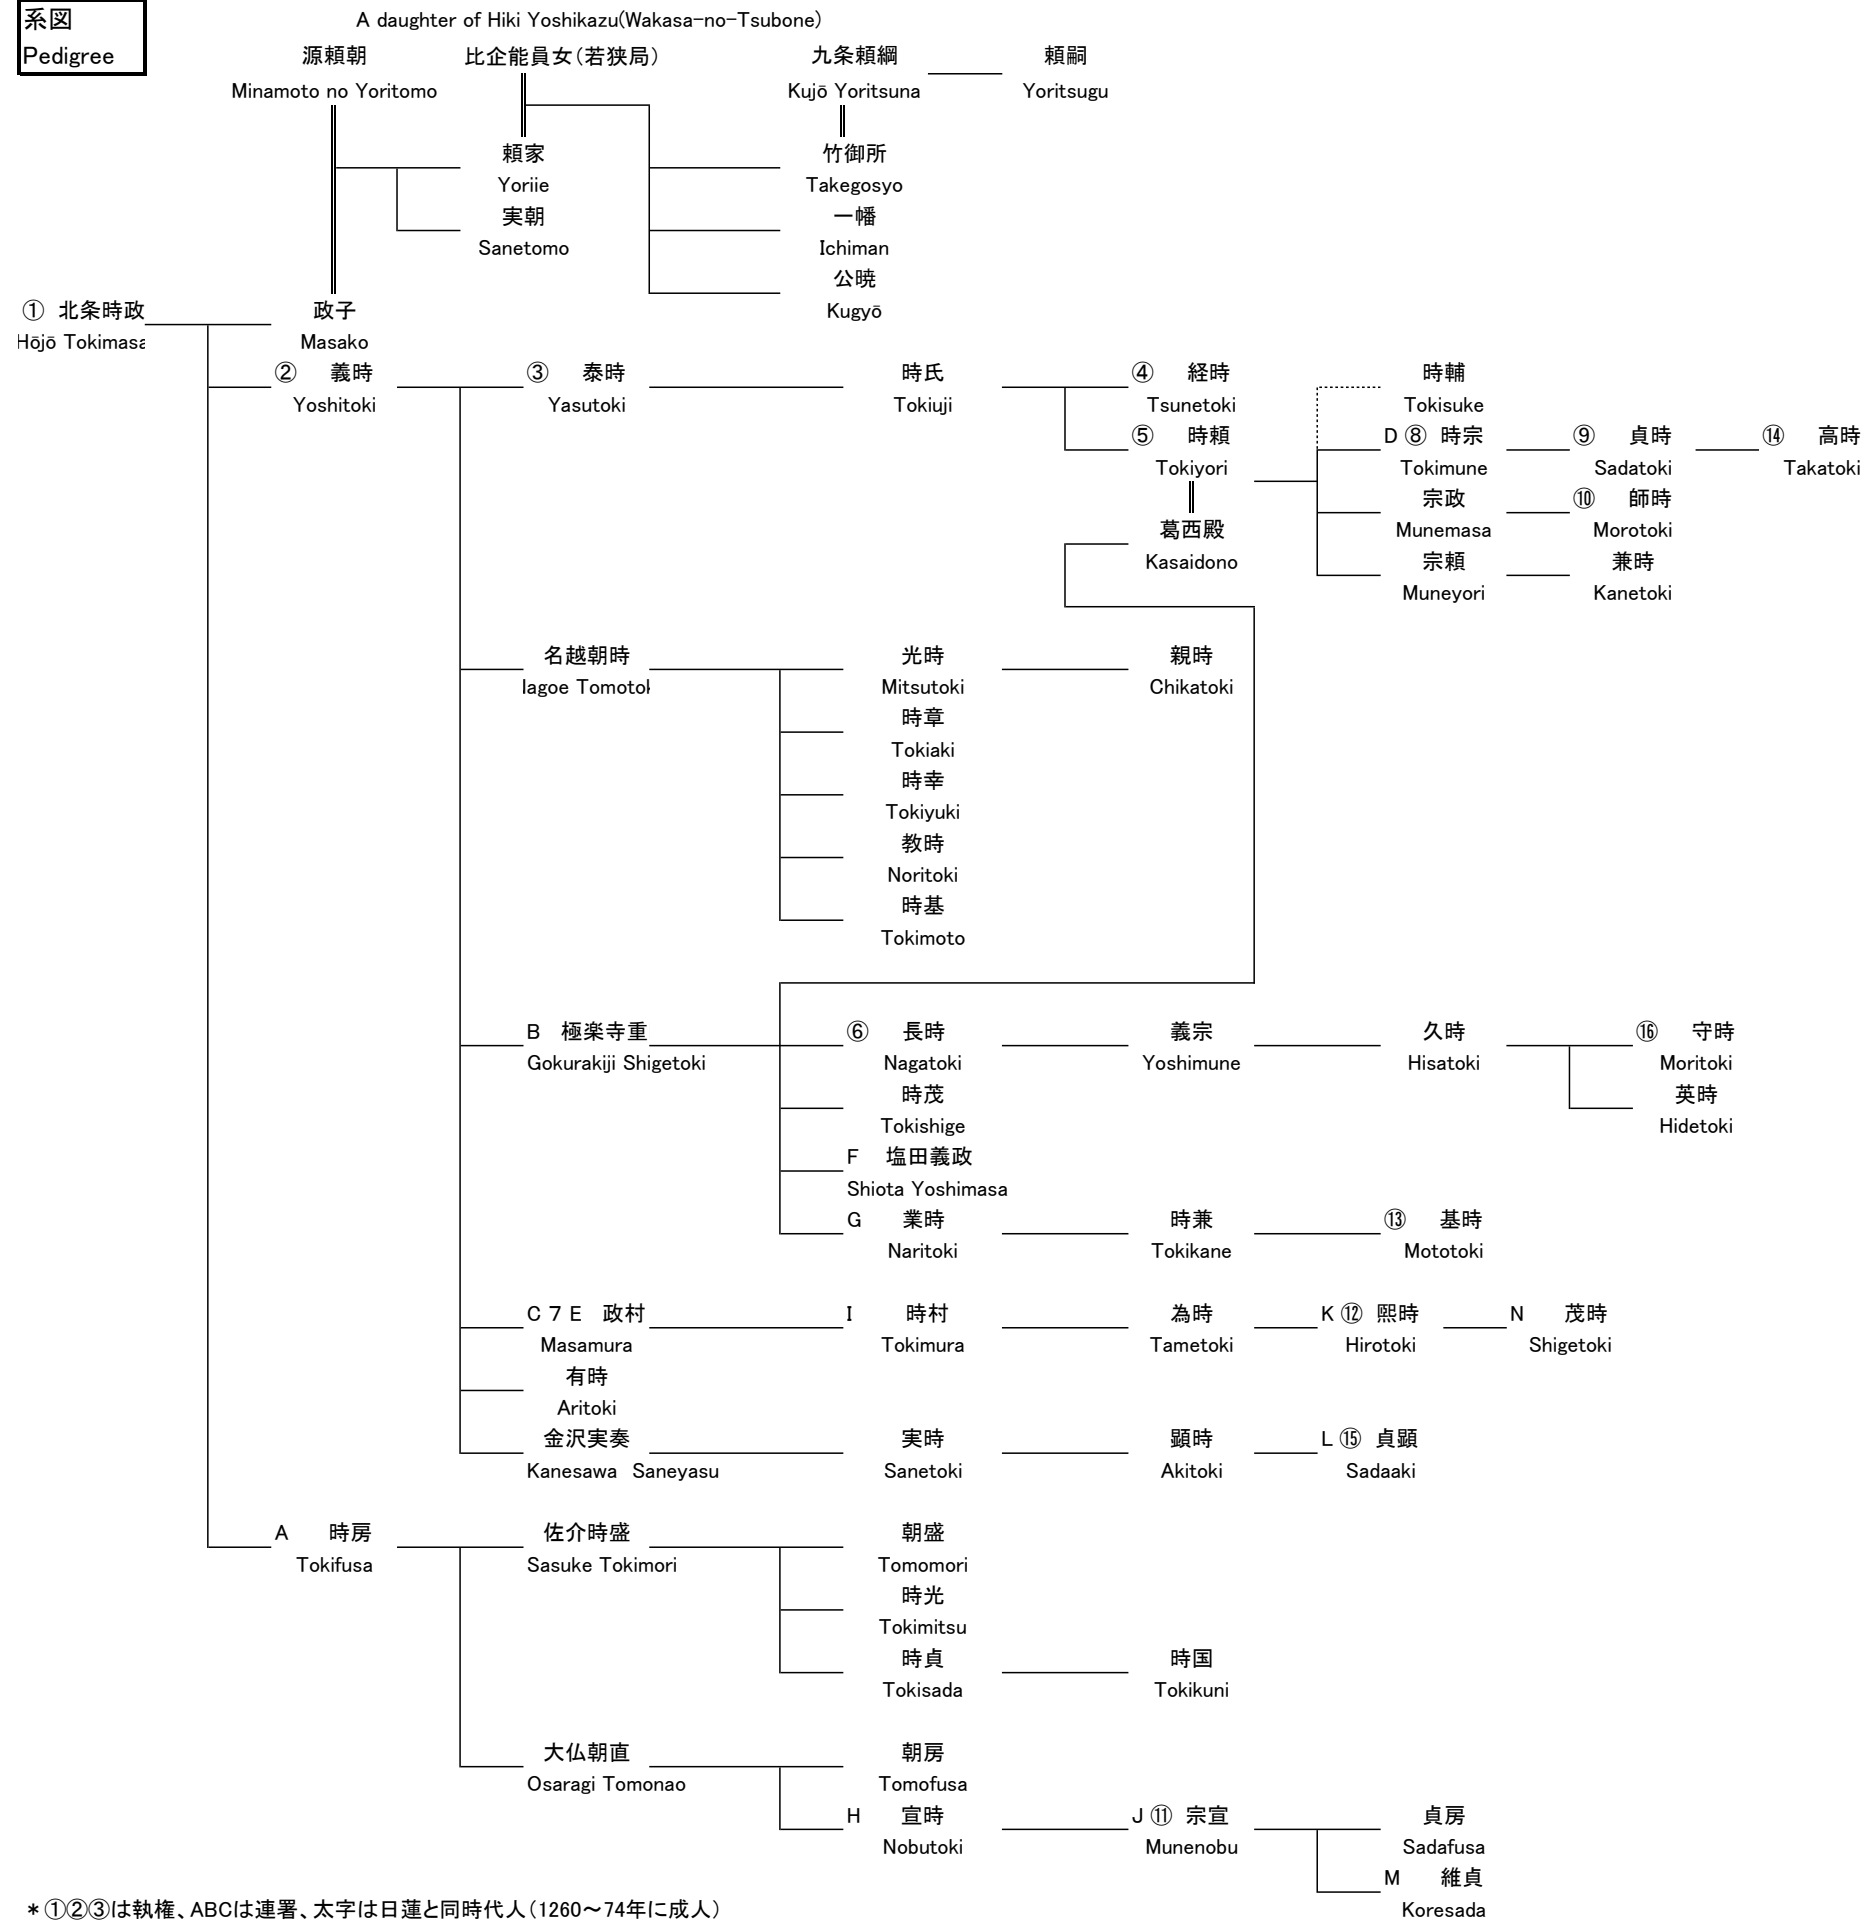 系図
A daughter of Hiki Yoshikazu(Wakasa-no-Tsubone)
Pedigree
源頼朝 比企能員女(若狭局) 九条頼綱 頼嗣
Minamoto no Yoritomo Kujō Yoritsuna Yoritsugu
頼家 竹御所
Yoriie Takegosyo
実朝 一幡
Sanetomo Ichiman
公暁
① 北条時政 政子 Kugyō
Hōjō Tokimasa Masako
② 義時 ③ 泰時 時氏 ④ 経時 時輔
Yoshitoki Yasutoki Tokiuji Tsunetoki Tokisuke
⑤ 時頼 D ⑧ 時宗 ⑨ 貞時 ⑭ 高時
Tokiyori Tokimune Sadatoki Takatoki
宗政 ⑩ 師時
葛西殿 Munemasa Morotoki
Kasaidono 宗頼 兼時
Muneyori Kanetoki
名越朝時 光時 親時
lagoe Tomotol Mitsutoki Chikatoki
時章
Tokiaki
時幸
Tokiyuki
教時
Noritoki
時基
Tokimoto
B 極楽寺重 ⑥ 長時 義宗 久時 ⑯ 守時
Gokurakiji Shigetoki Nagatoki Yoshimune Hisatoki Moritoki
時茂 英時
Tokishige Hidetoki
F 塩田義政
Shiota Yoshimasa
G 業時 時兼 ⑬ 基時
Naritoki Tokikane Mototoki
C 7 E 政村 I 時村 為時 K ⑫ 熙時 N 茂時
Masamura Tokimura Tametoki Hirotoki Shigetoki
有時
Aritoki
金沢実奏 実時 顕時 L ⑮ 貞顕
Kanesawa Saneyasu Sanetoki Akitoki Sadaaki
A 時房 佐介時盛 朝盛
Tokifusa Sasuke Tokimori Tomomori
時光
Tokimitsu
時貞 時国
Tokisada Tokikuni
大仏朝直 朝房
Osaragi Tomonao Tomofusa
H 宣時 J ⑪ 宗宣 貞房
Nobutoki Munenobu Sadafusa
M 維貞
*①②③は執権、ABCは連署、太字は日蓮と同時代人(1260～74年に成人) Koresada